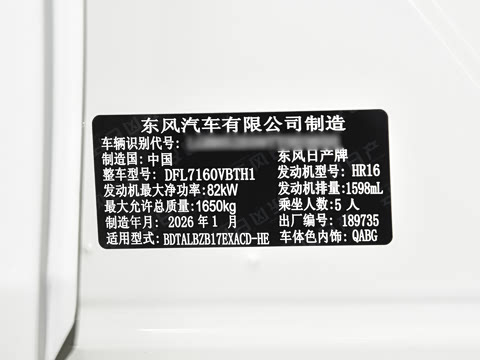 东风汽车有限公司制造
车辆识别代号:
制造国:中国 东风日产牌
整车型号: DFL7160VBTH1 发动机型号: HR16
发动机最大净功率:82kW 发动机排量:1598mL
最大允许总质量:1650kg 乘坐人数:5人
制造年月: 2026年1月 出厂编号: 189735
适用型式: BDTALBZB17EXACD-HE 车体色内饰: QABG